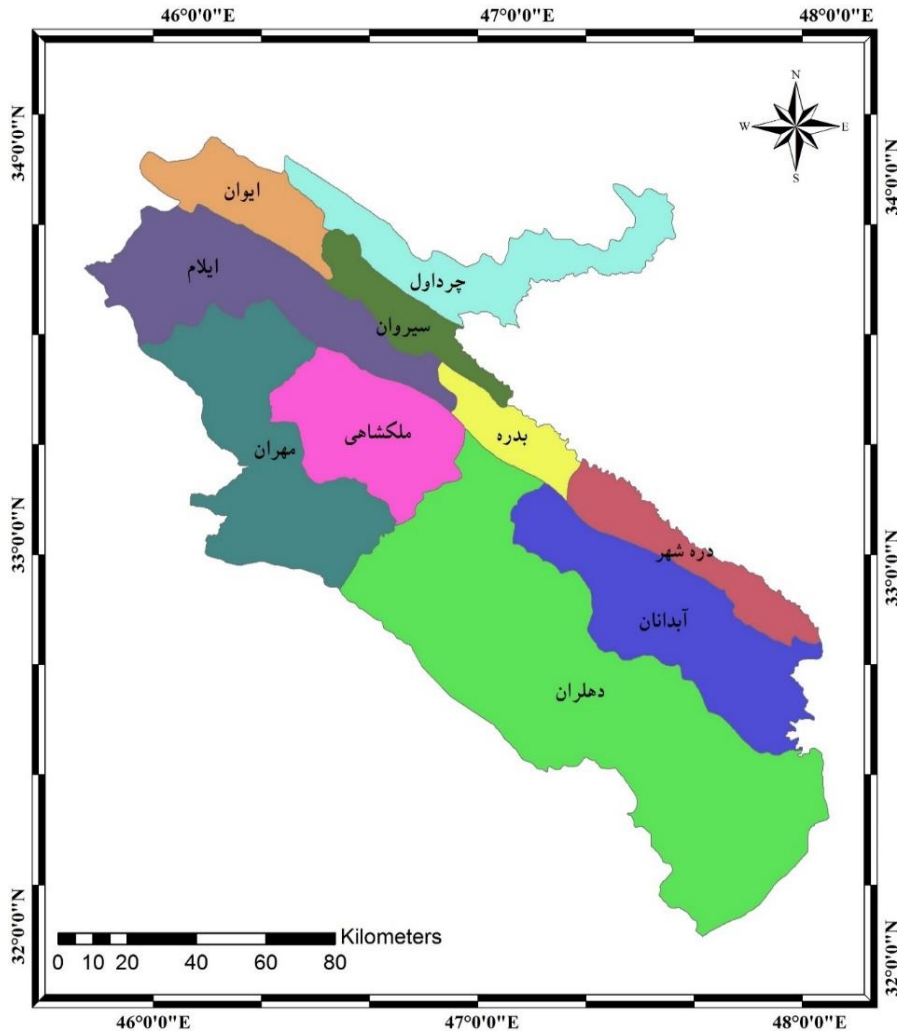 46°0'0"E 47°0'0"E 48°0'0"E
N
W E
S
34°0'0"N 34°0'0"N
ایوان
ایلام
چرداول
سیروان
ملکشاهی
بدره
مهران
33°0'0"N 33°0'0"N
دره شهر
آبدانان
دهلران
32°0'0"N 32°0'0"N
Kilometers
0 10 20 40 60 80
46°0'0"E 47°0'0"E 48°0'0"E